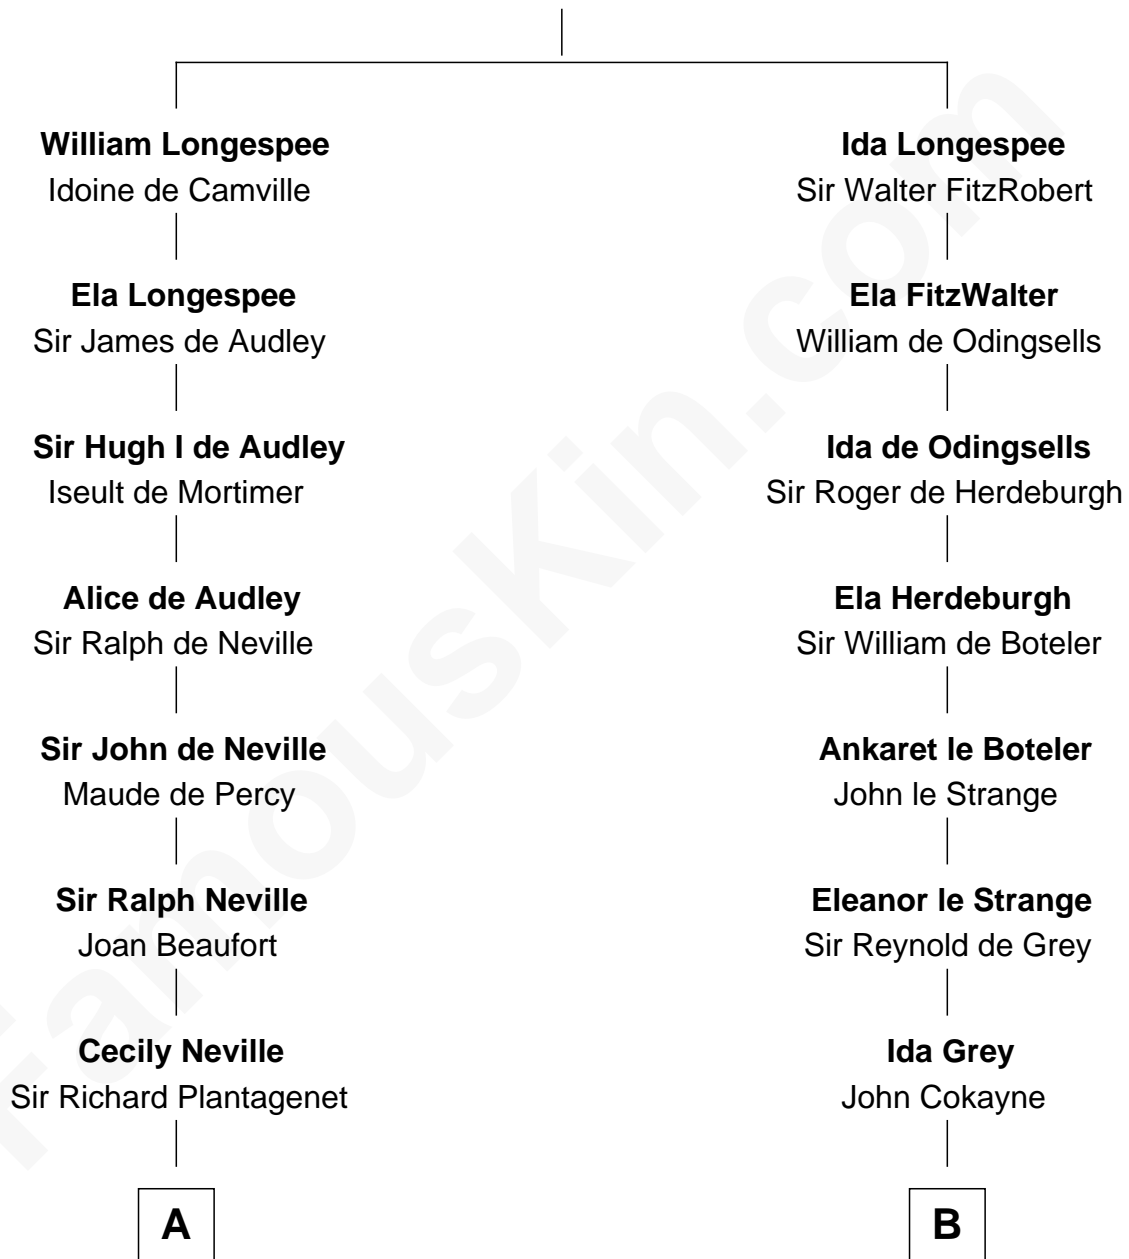 William Longespee
Idoine de Camville
Ela Longespee
Sir James de Audley
Sir Hugh I de Audley
Iseult de Mortimer
Alice de Audley
Sir Ralph de Neville
Sir John de Neville
Maude de Percy
Sir Ralph Neville
Joan Beaufort
Cecily Neville
Sir Richard Plantagenet
A
Ida Longespee
Sir Walter FitzRobert
Ela FitzWalter
William de Odingsells
Ida de Odingsells
Sir Roger de Herdeburgh
Ela Herdeburgh
Sir William de Boteler
Ankaret le Boteler
John le Strange
Eleanor le Strange
Sir Reynold de Grey
Ida Grey
John Cokayne
B
FamousKin.com